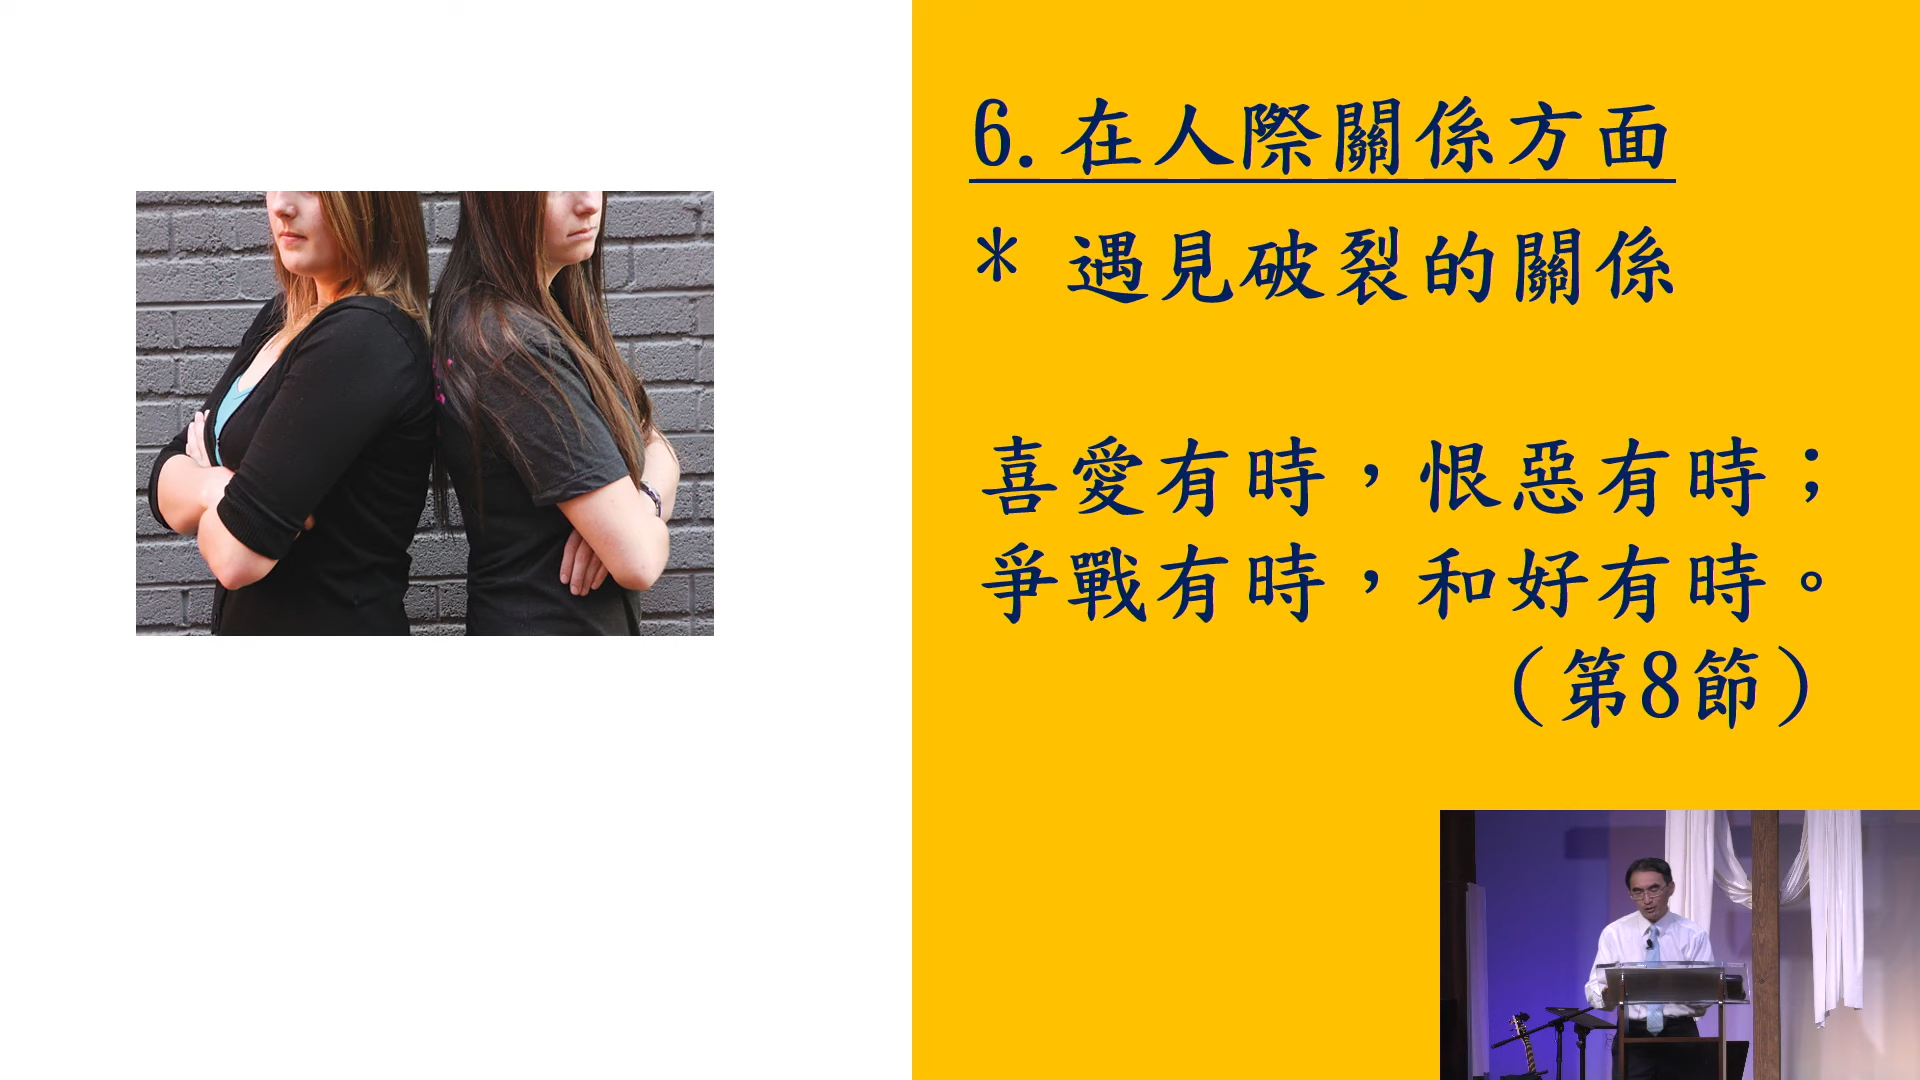 6.在人際關係方面
* 遇見破裂的關係
喜愛有時，恨惡有時；
爭戰有時，和好有時。
（第8節）